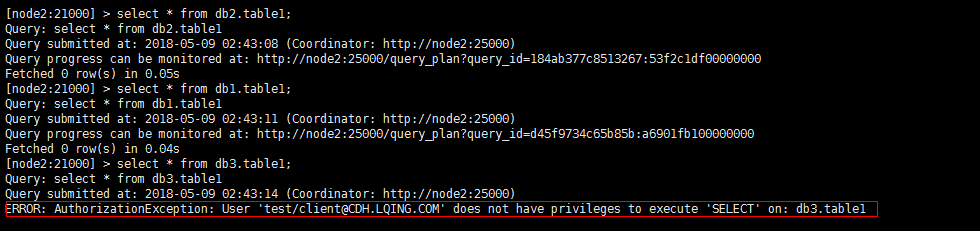 [node2:21000] > select * from db2.table1;
Query: select * from db2.table1
Query submitted at: 2018-05-09 02:43:08 (Coordinator: http://node2:25000)
Query progress can be monitored at: http://node2:25000/query_plan?query_id=184ab377c8513267:53f2c1df00000000
Fetched 0 row(s) in 0.05s
[node2:21000] > select * from db1.table1;
Query: select * from db1.table1
Query submitted at: 2018-05-09 02:43:11 (Coordinator: http://node2:25000)
Query progress can be monitored at: http://node2:25000/query_plan?query_id=d45f9734c65b85b:a6901fb100000000
Fetched 0 row(s) in 0.04s
[node2:21000] > select * from db3.table1;
Query: select * from db3.table1
Query submitted at: 2018-05-09 02:43:14 (Coordinator: http://node2:25000)
ERROR: AuthorizationException: User 'test/client@CDH.LQING.COM' does not have privileges to execute 'SELECT' on: db3.table1